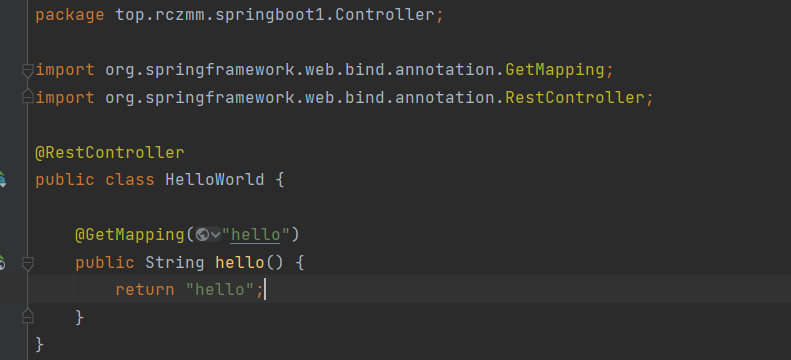 package top.rczmm.springboot1.Controller;
import org.springframework.web.bind.annotation.GetMapping;
import org.springframework.web.bind.annotation.RestController;
@RestController
public class HelloWorld {
@GetMapping("hello")
public String hello() {
return "hello";
}
}